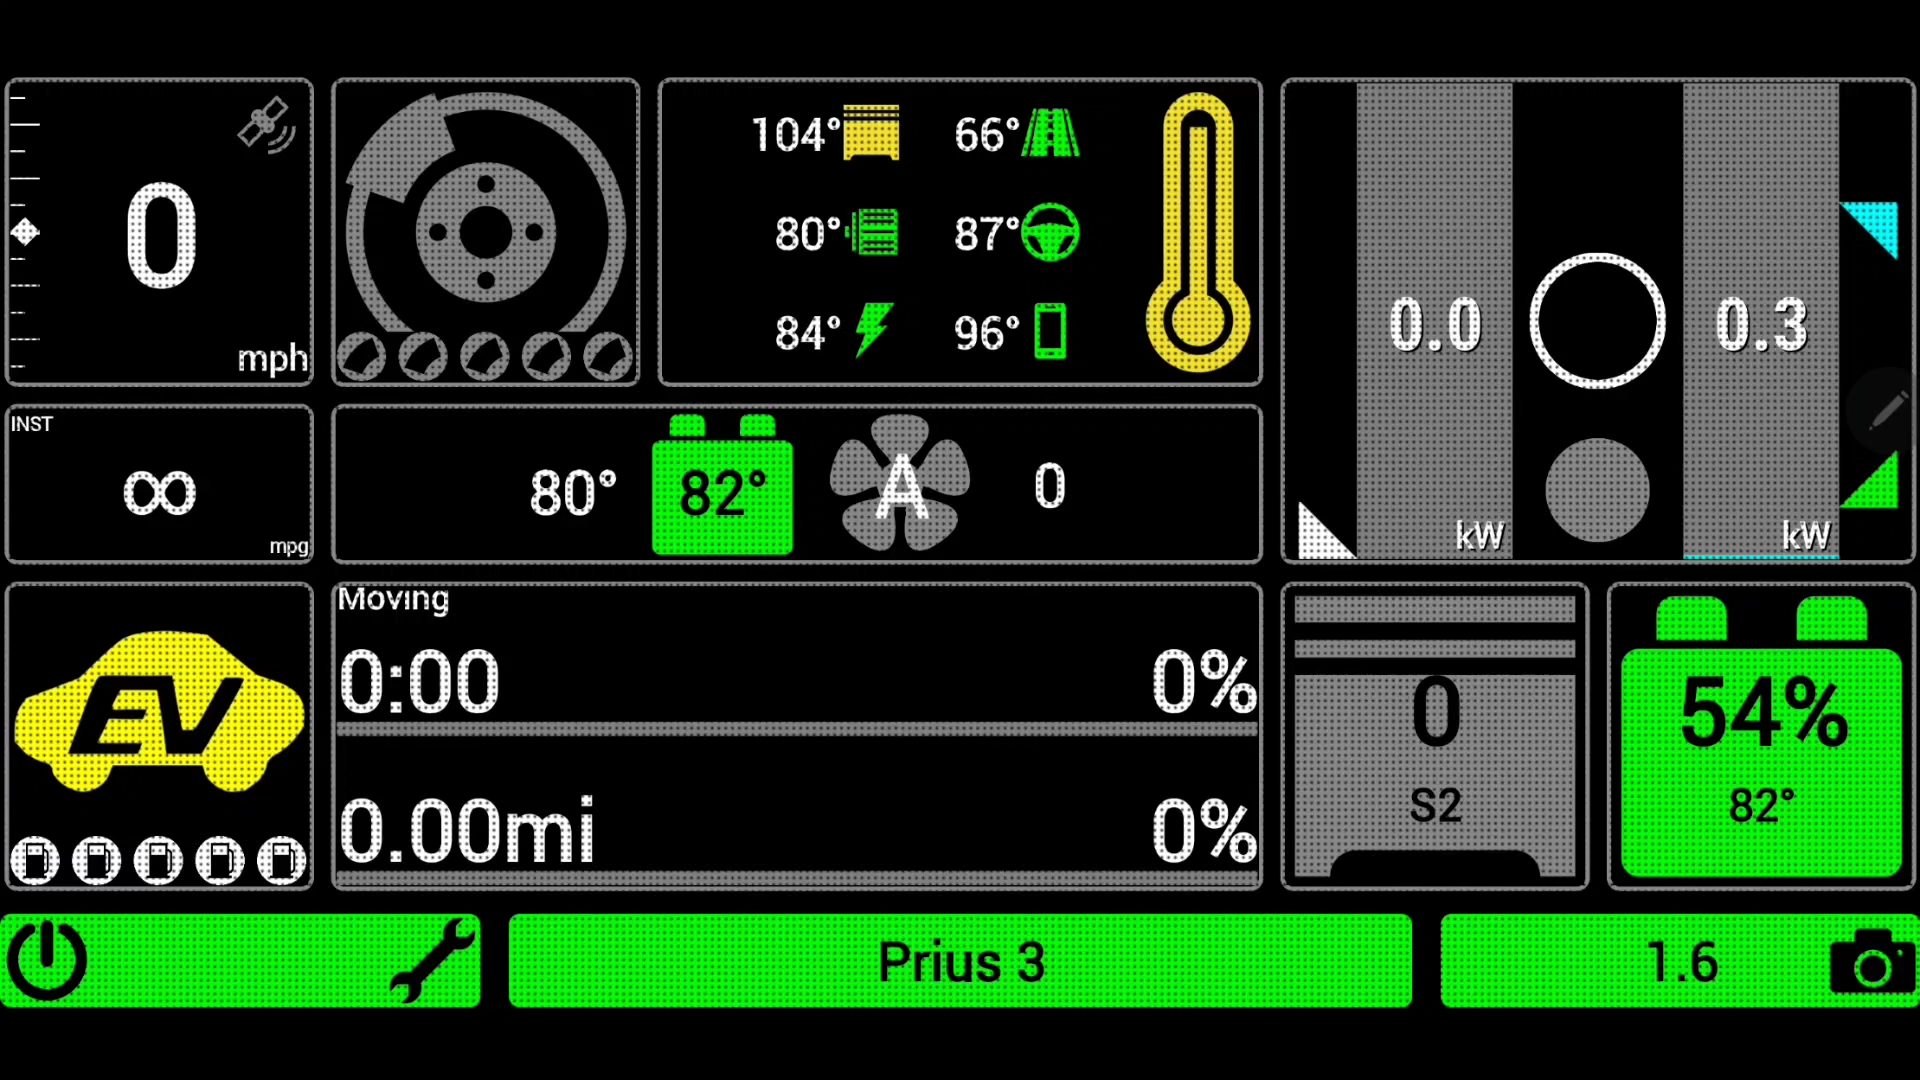 0
mph
104° 66°
80° 87°
84° 96°
0.0 0.3
kW kW
INST
∞
mpg
80° 82° A 0
EV
Moving
0:00 0%
0.00mi 0%
0
S2
54%
82°
Prius 3
1.6